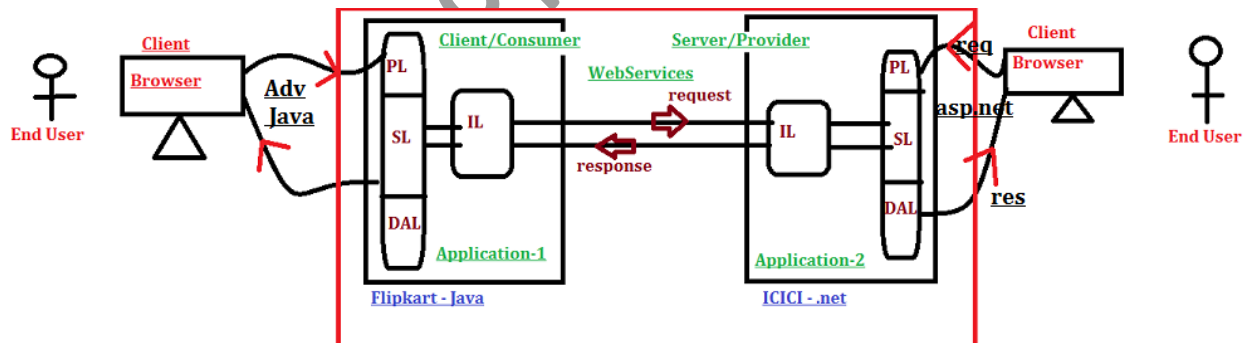 Client
Browser
End User
Adv
Java
Client/Consumer
PL
SL
DAL
IL
Application-1
Flipkart - Java
WebServices
request
response
Server/Provider
IL
PL
SL
DAL
Application-2
ICICI - .net
req
asp.net
res
Client
Browser
End User